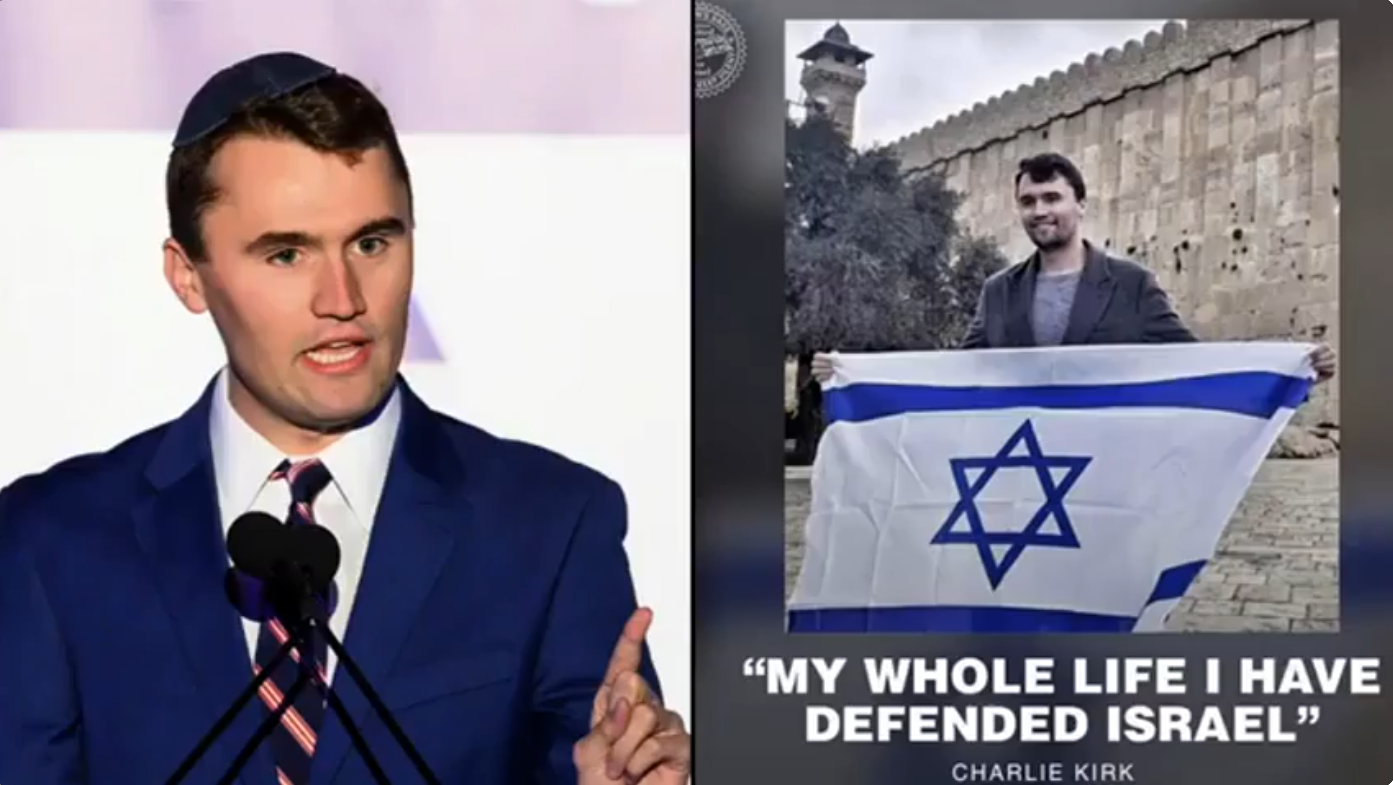 “MY WHOLE LIFE I HAVE
DEFENDED ISRAEL”
CHARLIE KIRK